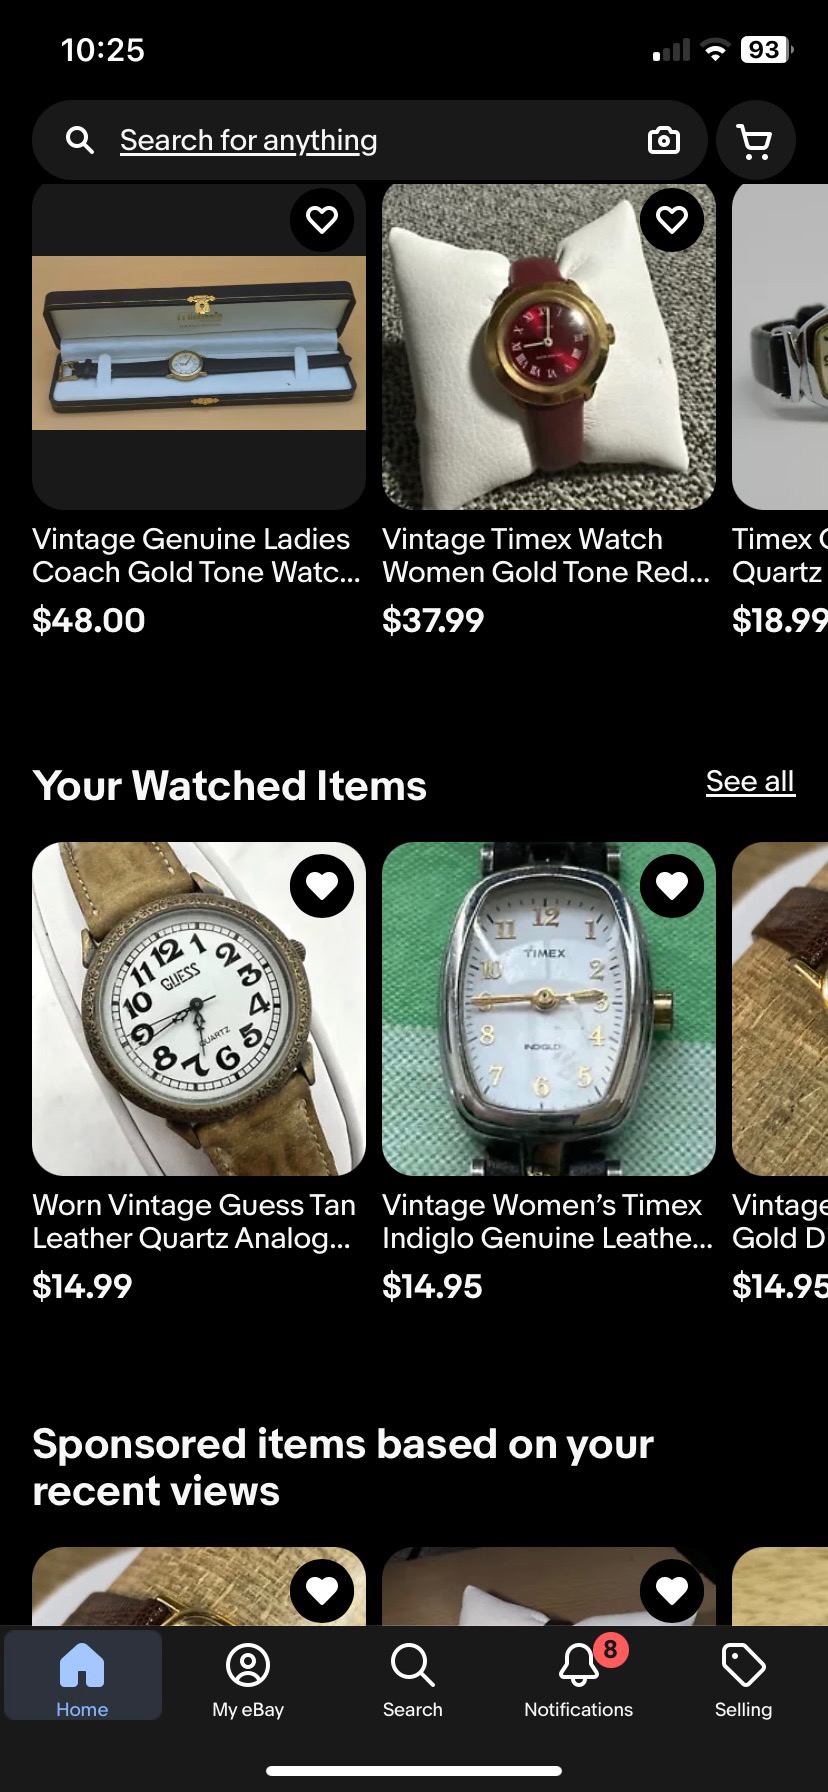 10:25
93
Search for anything
Vintage Genuine Ladies
Coach Gold Tone Watc...
$48.00
Vintage Timex Watch
Women Gold Tone Red...
$37.99
Timex
Quartz
$18.99
Your Watched Items
See all
12 1 2 3 4 5 6 7 8 9 10 11
GUESS
QUARTZ
12 1 2 3 4 5 6 7 8 10 11
TIMEX
INDIGLO
Worn Vintage Guess Tan
Leather Quartz Analog...
$14.99
Vintage Women’s Timex
Indiglo Genuine Leathe...
$14.95
Vintage
Gold D
$14.95
Sponsored items based on your
recent views
8
Home
My eBay
Search
Notifications
Selling